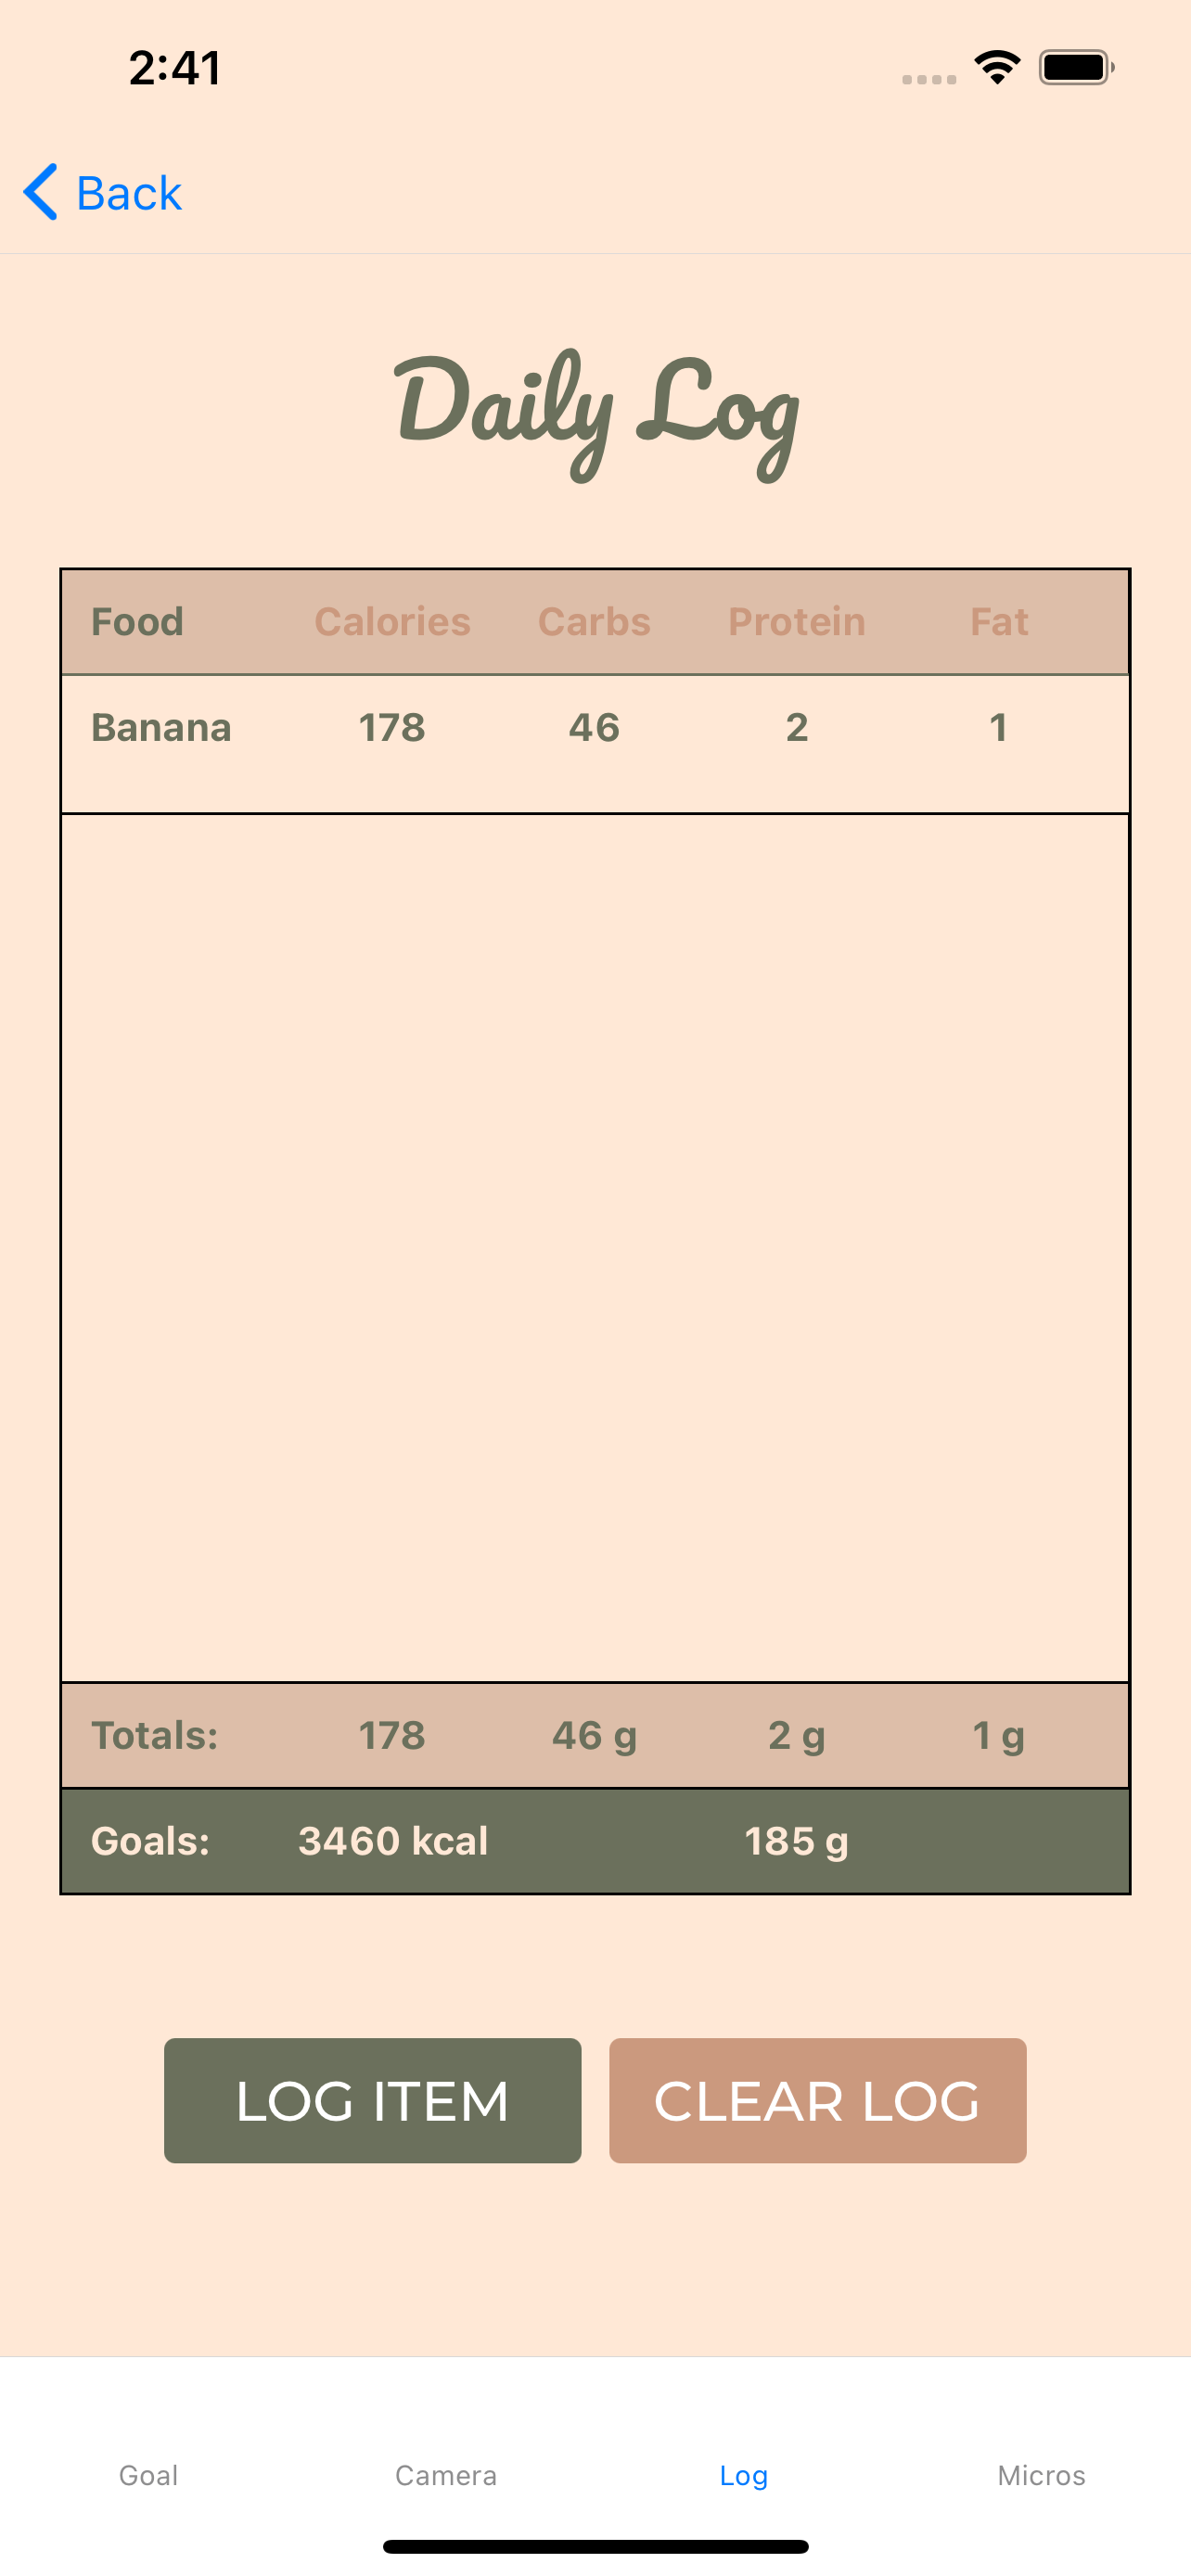 2:41
Back
Daily Log
Food Calories Carbs Protein Fat
Banana 178 46 2 1
Totals: 178 46 g 2 g 1 g
Goals: 3460 kcal 185 g
LOG ITEM CLEAR LOG
Goal Camera Log Micros